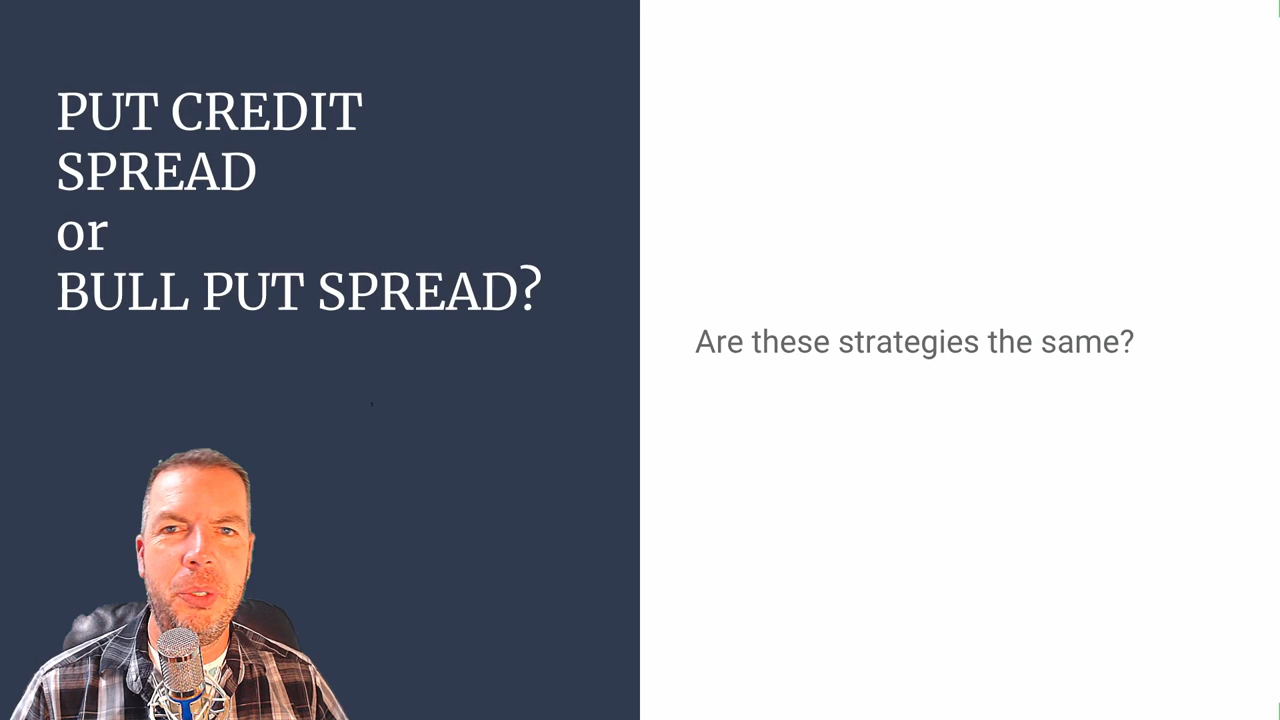 PUT CREDIT
SPREAD
or
BULL PUT SPREAD?
Are these strategies the same?